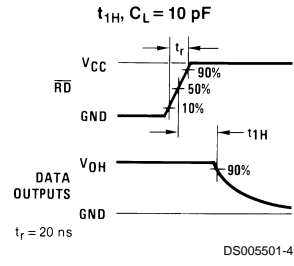 t1H, CL = 10 pF
tr
VCC
90%
RD
50%
10%
GND
t1H
VOH
90%
DATA
OUTPUTS
GND
tr = 20 ns
DS005501-4